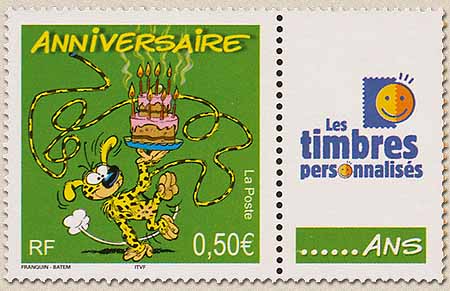 ANNIVERSAIRE
La Poste
RF
0,50€
FRANQUIN - BATEM
ITVF
Les
timbres
personnalisés
......ANS